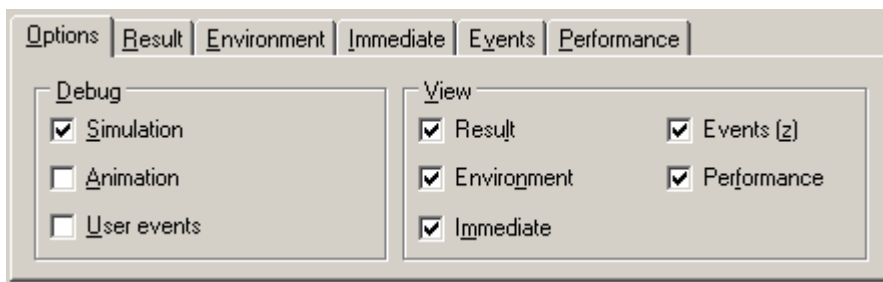 Options Result Environment Immediate Events Performance
Debug View
Simulation Result Events (z)
Animation Environment Performance
User events Immediate